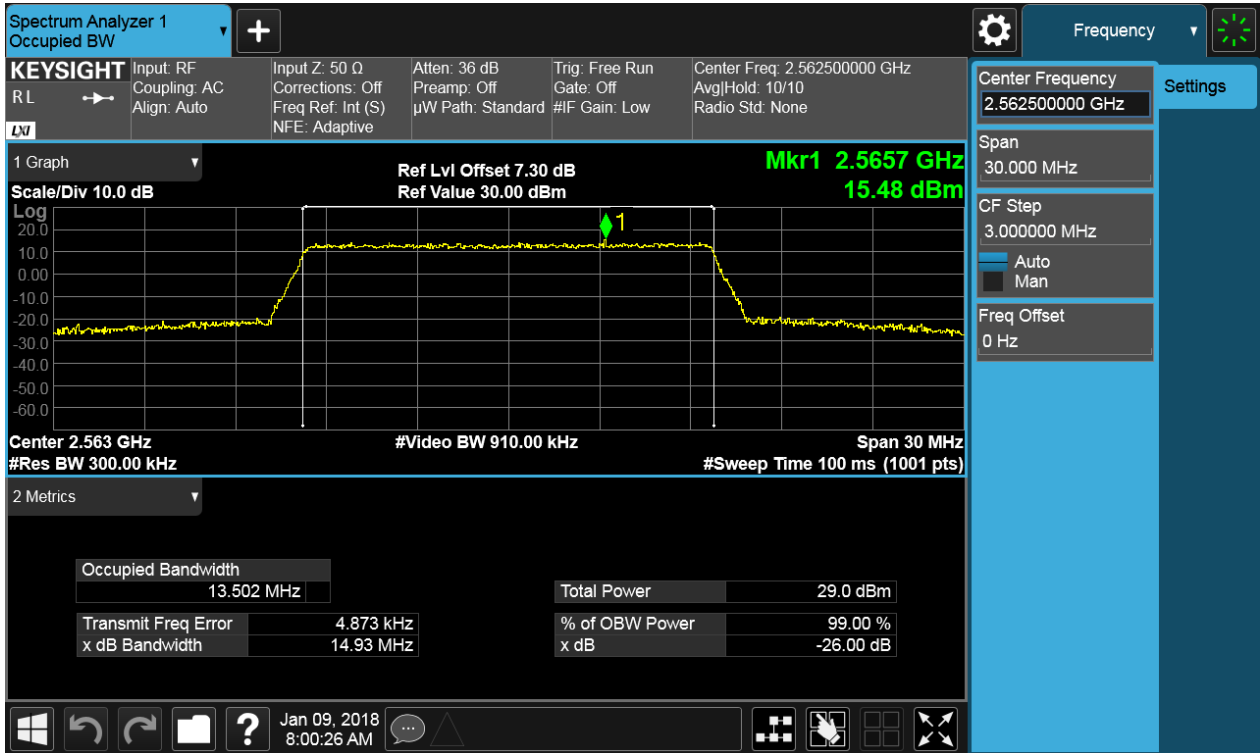 Spectrum Analyzer 1
Occupied BW
+
Frequency
KEYSIGHT
RL
LXI
Input: RF
Coupling: AC
Align: Auto
Input Z: 50 Ω
Corrections: Off
Freq Ref: Int (S)
NFE: Adaptive
Atten: 36 dB
Preamp: Off
µW Path: Standard
Trig: Free Run
Gate: Off
#IF Gain: Low
Center Freq: 2.562500000 GHz
Avg|Hold: 10/10
Radio Std: None
Center Frequency
2.562500000 GHz
Settings
Span
30.000 MHz
CF Step
3.000000 MHz
Auto
Man
Freq Offset
0 Hz
1 Graph
Scale/Div 10.0 dB
Ref Lvl Offset 7.30 dB
Ref Value 30.00 dBm
Mkr1 2.5657 GHz
15.48 dBm
Log
20.0
10.0
0.00
-10.0
-20.0
-30.0
-40.0
-50.0
-60.0
1
Center 2.563 GHz
#Video BW 910.00 kHz
Span 30 MHz
#Res BW 300.00 kHz
#Sweep Time 100 ms (1001 pts)
2 Metrics
Occupied Bandwidth
13.502 MHz
Total Power 29.0 dBm
Transmit Freq Error 4.873 kHz
% of OBW Power 99.00 %
x dB Bandwidth 14.93 MHz
x dB -26.00 dB
?
Jan 09, 2018
8:00:26 AM